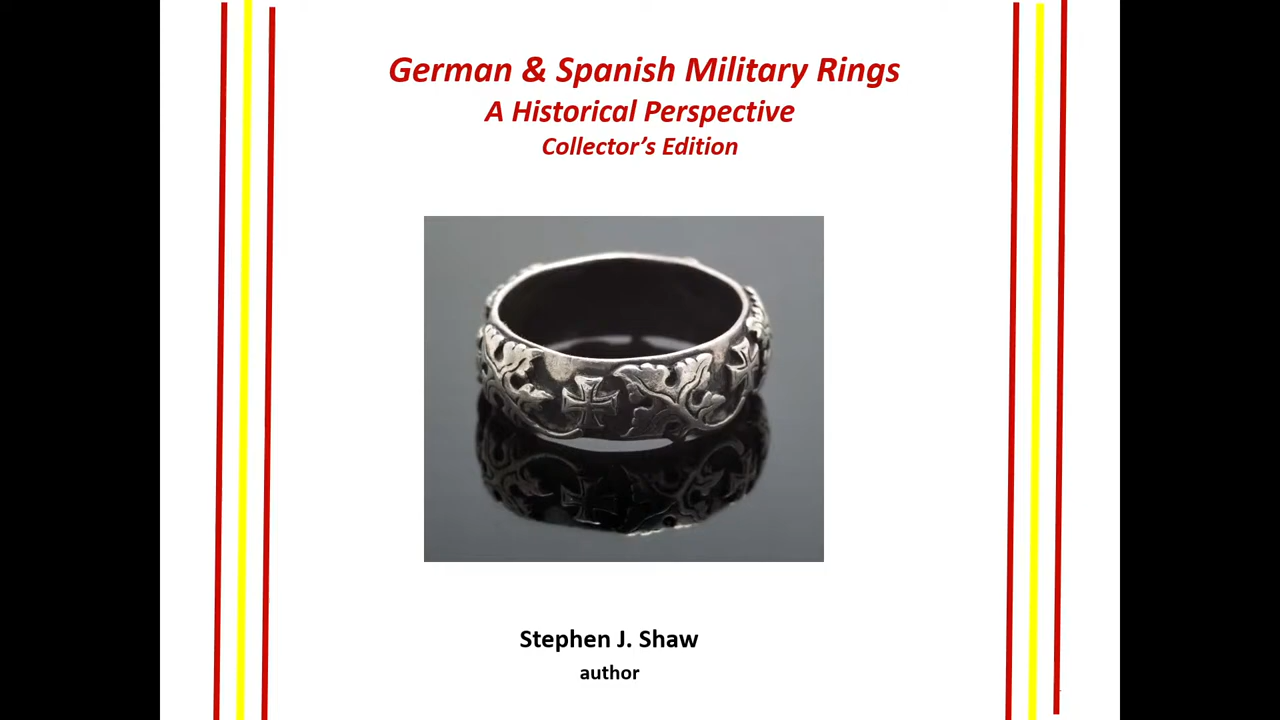 German & Spanish Military Rings
A Historical Perspective
Collector’s Edition
Stephen J. Shaw
author